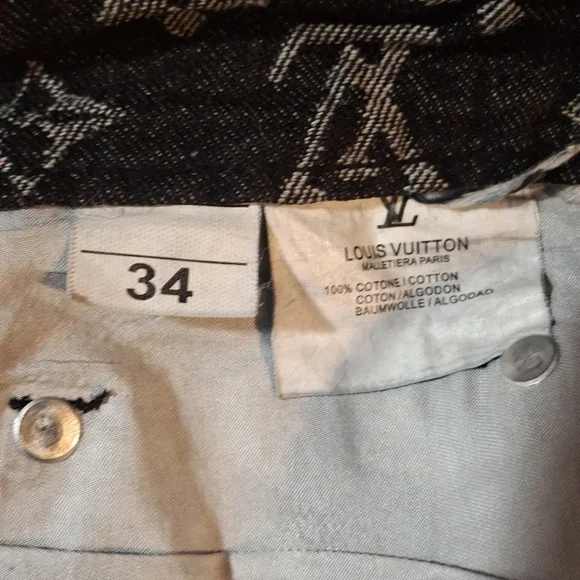 34
LV
LOUIS VUITTON
MALLETIERA PARIS
100% COTONE / COTTON
COTON / ALGODON
BAUMWOLLE / ALGODAO